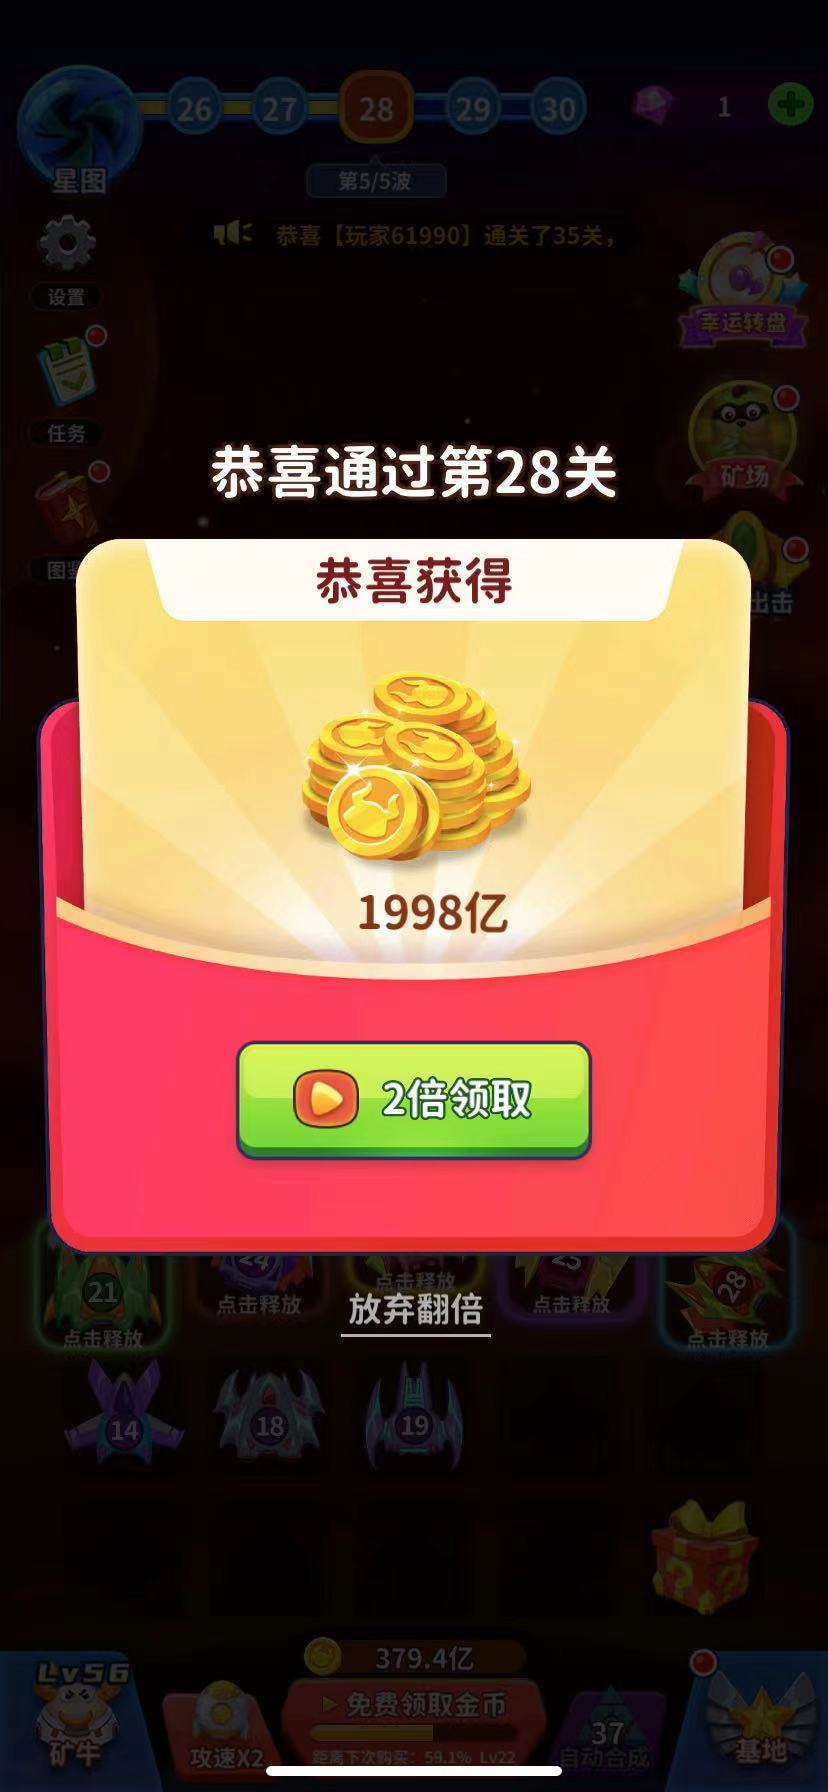 26
27
28
29
30
1
星图
第5/5波
恭喜【玩家61990】通关了35关，
设置
幸运转盘
任务
矿场
恭喜通过第28关
图
出击
恭喜获得
1998亿
2倍领取
21
24
点击释放
25
28
点击释放
点击释放
点击释放
点击释放
放弃翻倍
14
18
19
379.4亿
Lv56
矿牛
攻速X2
免费领取金币
距离下次购买：59.1% Lv22
37
自动合成
基地